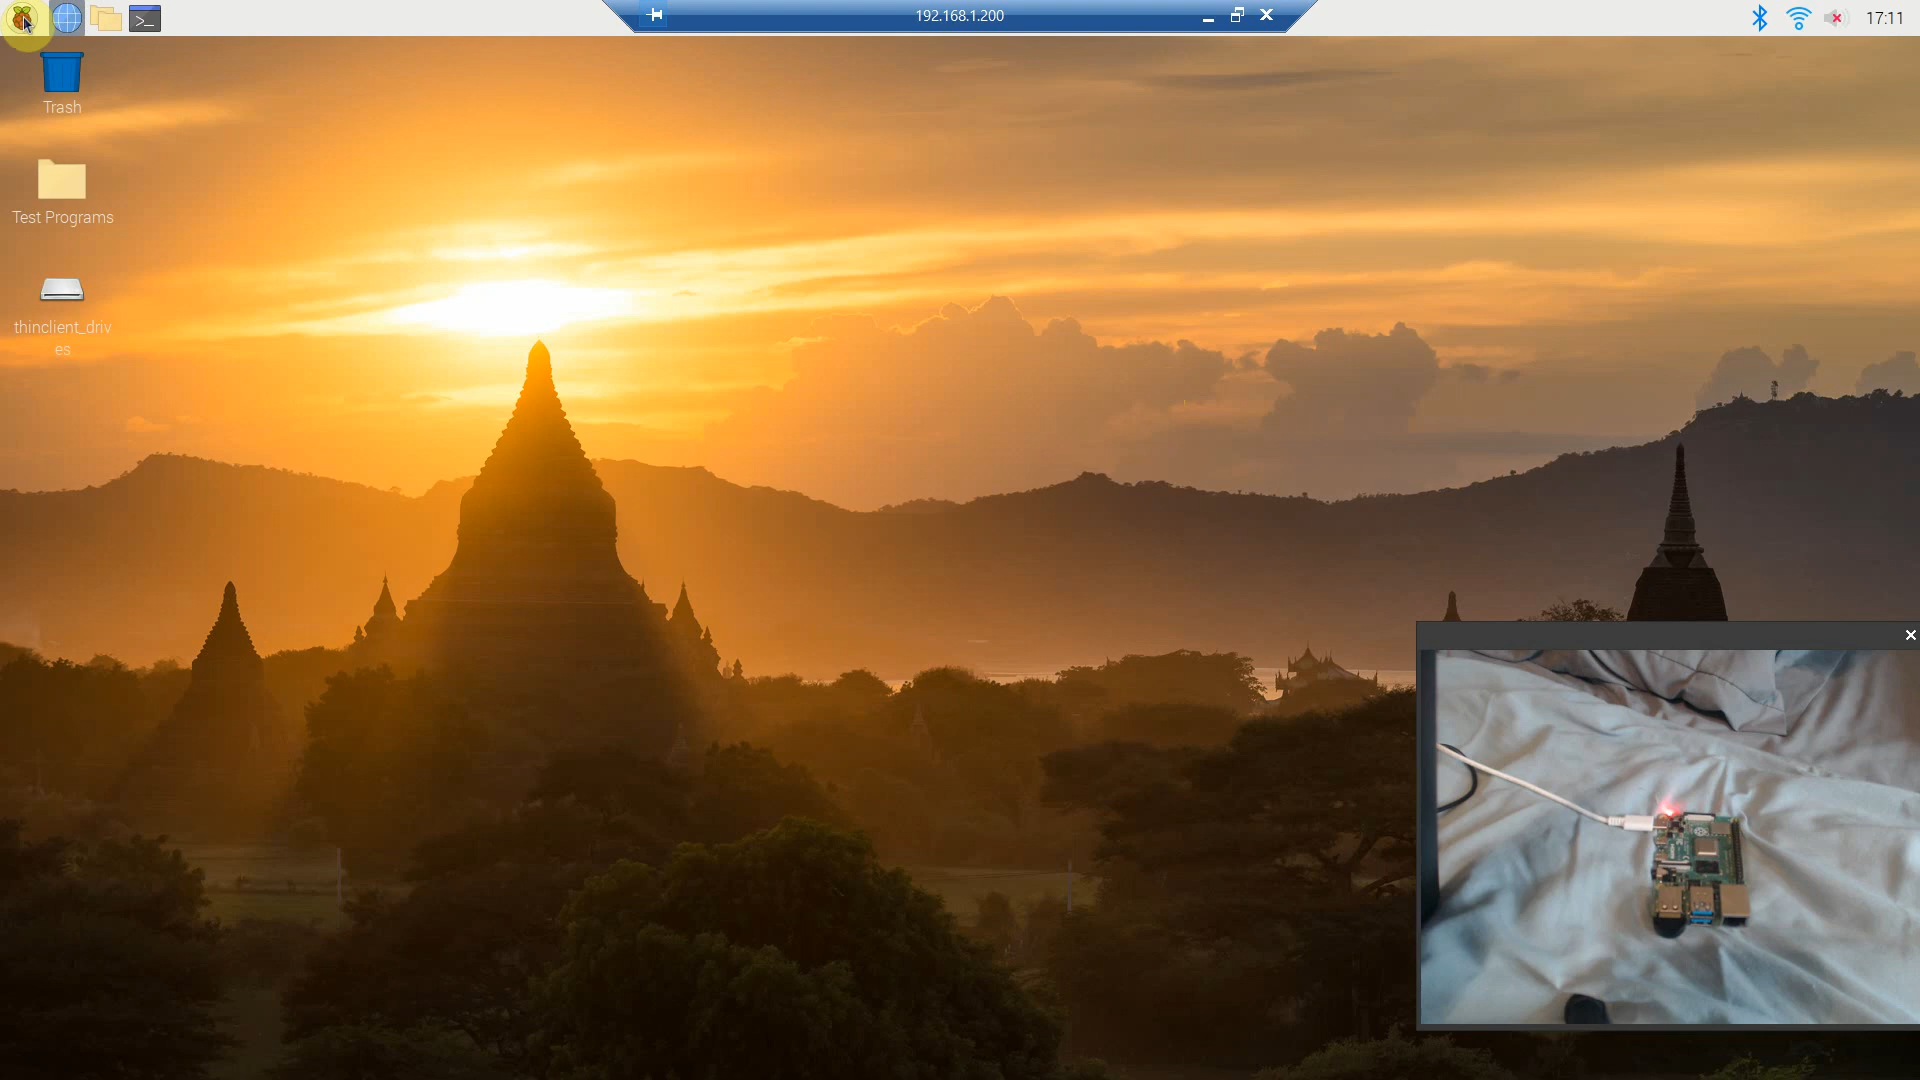 192.168.1.200
17:11
Trash
Test Programs
thinclient_driv
es
>_